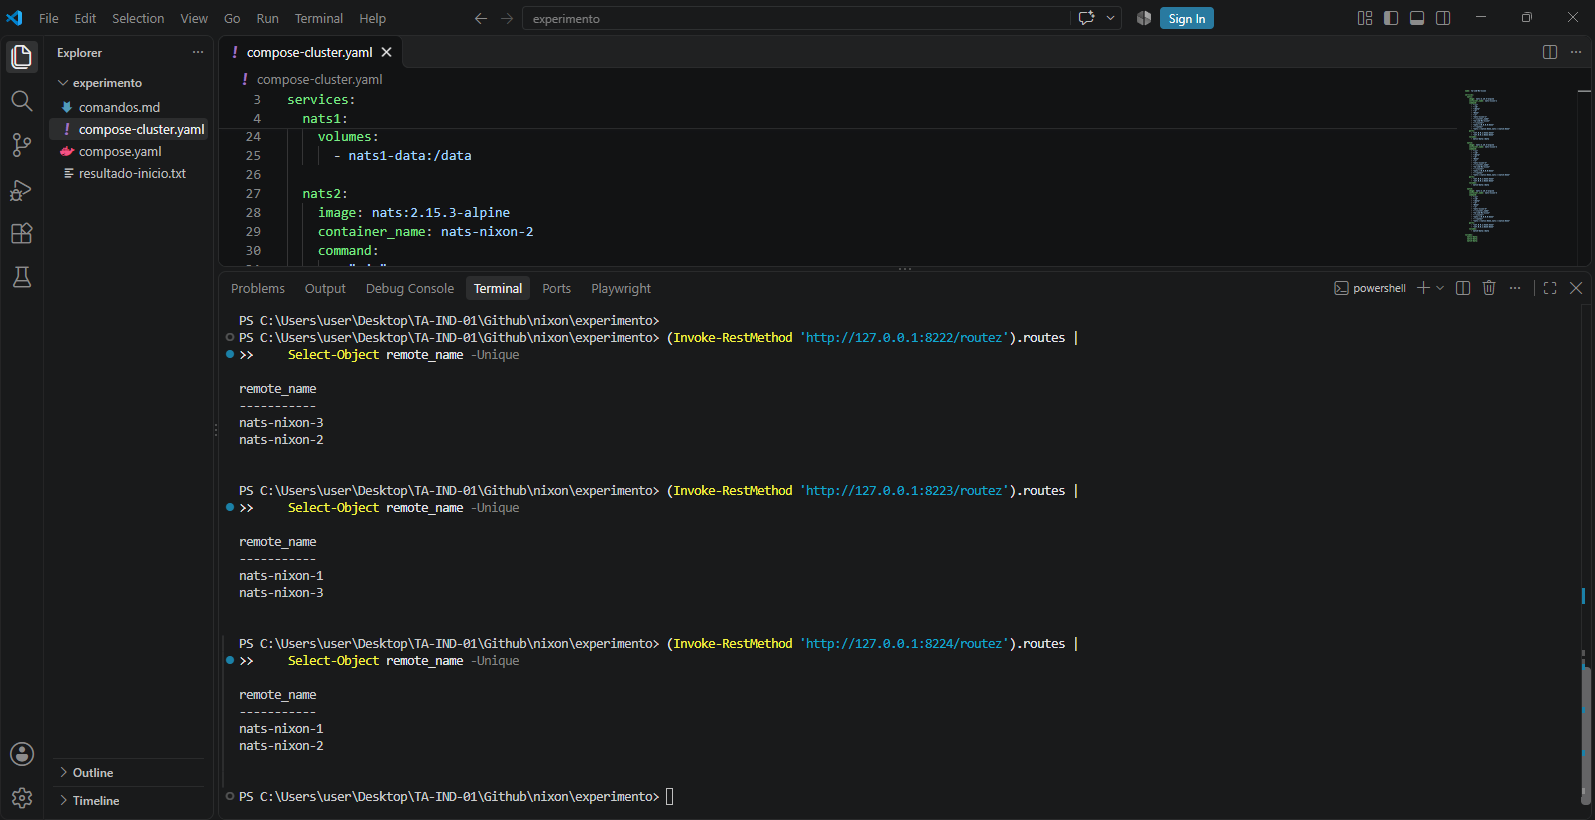 File Edit Selection View Go Run Terminal Help
experimento
Sign In
Explorer
experimento
comandos.md
compose-cluster.yaml
compose.yaml
resultado-inicio.txt
Outline
Timeline
! compose-cluster.yaml
! compose-cluster.yaml
3 services:
4 nats1:
24 volumes:
25 - nats1-data:/data
26
27 nats2:
28 image: nats:2.15.3-alpine
29 container_name: nats-nixon-2
30 command:
Problems Output Debug Console Terminal Ports Playwright
powershell
PS C:\Users\user\Desktop\TA-IND-01\Github\nixon\experimento>
PS C:\Users\user\Desktop\TA-IND-01\Github\nixon\experimento> (Invoke-RestMethod 'http://127.0.0.1:8222/routez').routes |
>> Select-Object remote_name -Unique
remote_name
-----------
nats-nixon-3
nats-nixon-2
PS C:\Users\user\Desktop\TA-IND-01\Github\nixon\experimento> (Invoke-RestMethod 'http://127.0.0.1:8223/routez').routes |
>> Select-Object remote_name -Unique
remote_name
-----------
nats-nixon-1
nats-nixon-3
PS C:\Users\user\Desktop\TA-IND-01\Github\nixon\experimento> (Invoke-RestMethod 'http://127.0.0.1:8224/routez').routes |
>> Select-Object remote_name -Unique
remote_name
-----------
nats-nixon-1
nats-nixon-2
PS C:\Users\user\Desktop\TA-IND-01\Github\nixon\experimento>